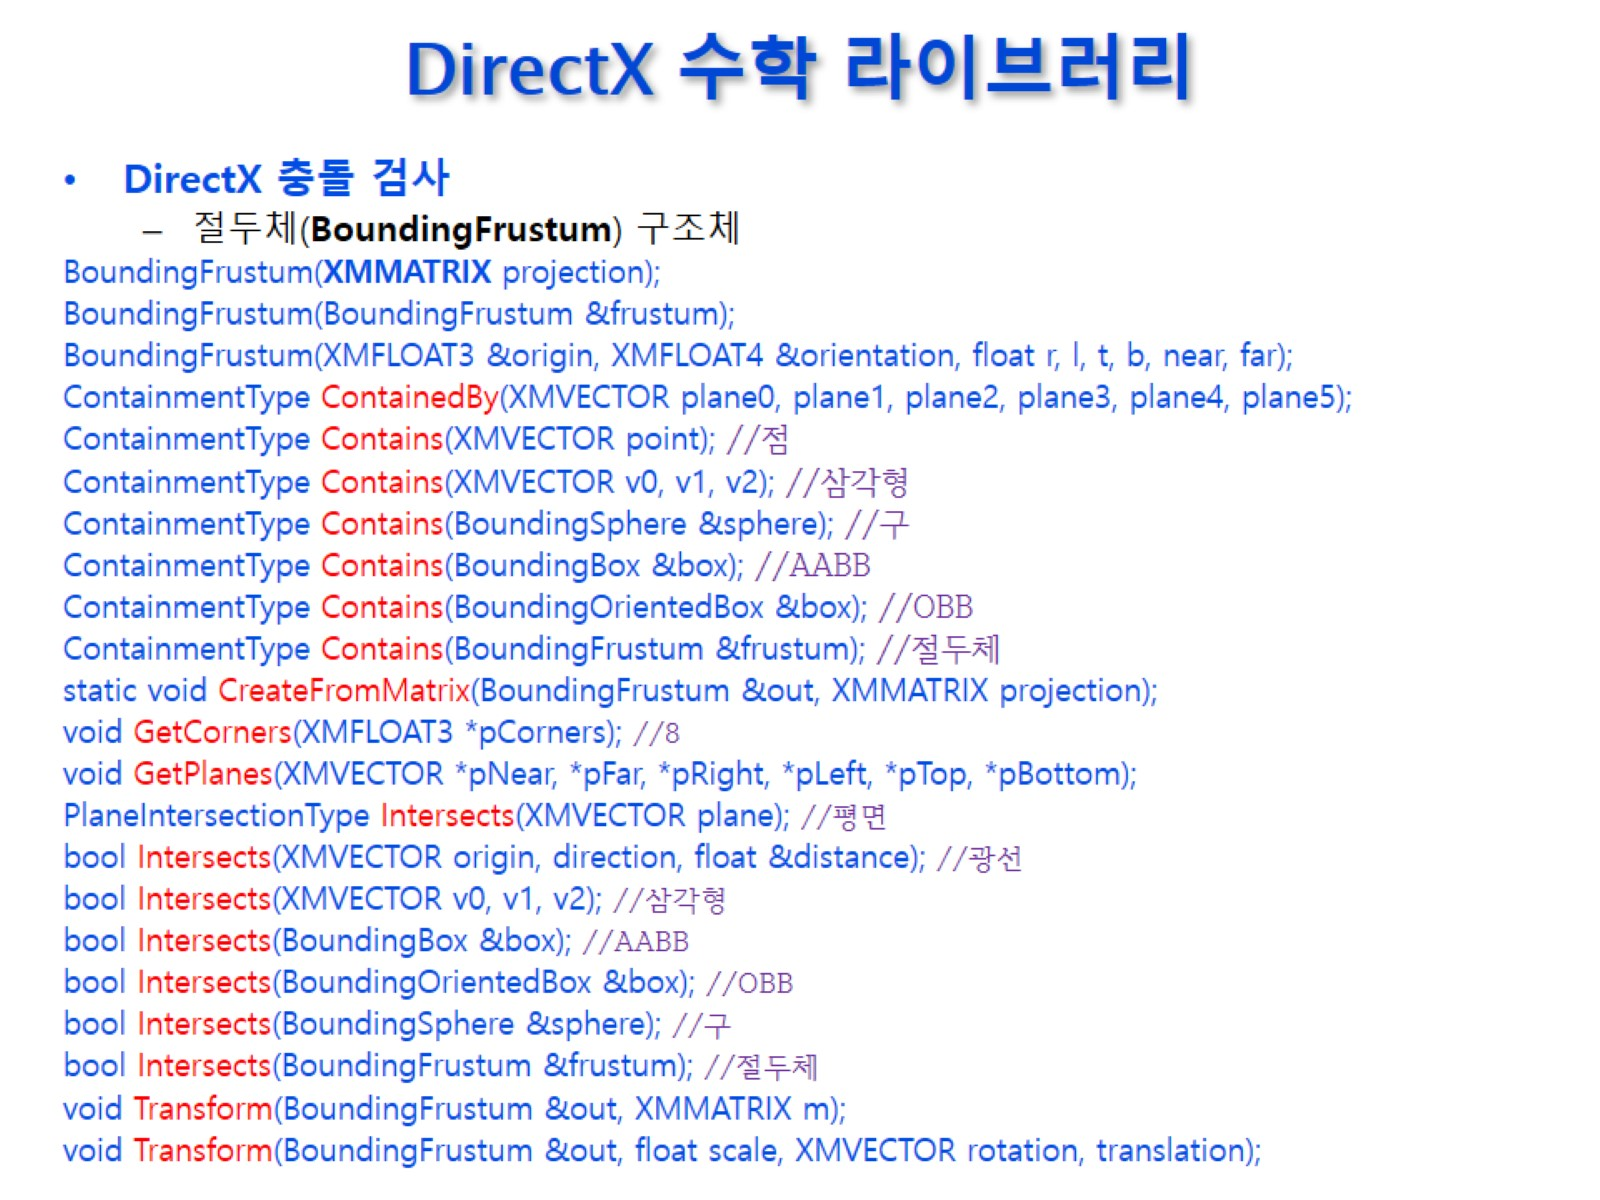 DirectX 수학 라이브러리
• DirectX 충돌 검사
– 절두체(BoundingFrustum) 구조체
BoundingFrustum(XMMATRIX projection);
BoundingFrustum(BoundingFrustum &frustum);
BoundingFrustum(XMFLOAT3 &origin, XMFLOAT4 &orientation, float r, l, t, b, near, far);
ContainmentType ContainedBy(XMVECTOR plane0, plane1, plane2, plane3, plane4, plane5);
ContainmentType Contains(XMVECTOR point); //점
ContainmentType Contains(XMVECTOR v0, v1, v2); //삼각형
ContainmentType Contains(BoundingSphere &sphere); //구
ContainmentType Contains(BoundingBox &box); //AABB
ContainmentType Contains(BoundingOrientedBox &box); //OBB
ContainmentType Contains(BoundingFrustum &frustum); //절두체
static void CreateFromMatrix(BoundingFrustum &out, XMMATRIX projection);
void GetCorners(XMFLOAT3 *pCorners); //8
void GetPlanes(XMVECTOR *pNear, *pFar, *pRight, *pLeft, *pTop, *pBottom);
PlaneIntersectionType Intersects(XMVECTOR plane); //평면
bool Intersects(XMVECTOR origin, direction, float &distance); //광선
bool Intersects(XMVECTOR v0, v1, v2); //삼각형
bool Intersects(BoundingBox &box); //AABB
bool Intersects(BoundingOrientedBox &box); //OBB
bool Intersects(BoundingSphere &sphere); //구
bool Intersects(BoundingFrustum &frustum); //절두체
void Transform(BoundingFrustum &out, XMMATRIX m);
void Transform(BoundingFrustum &out, float scale, XMVECTOR rotation, translation);